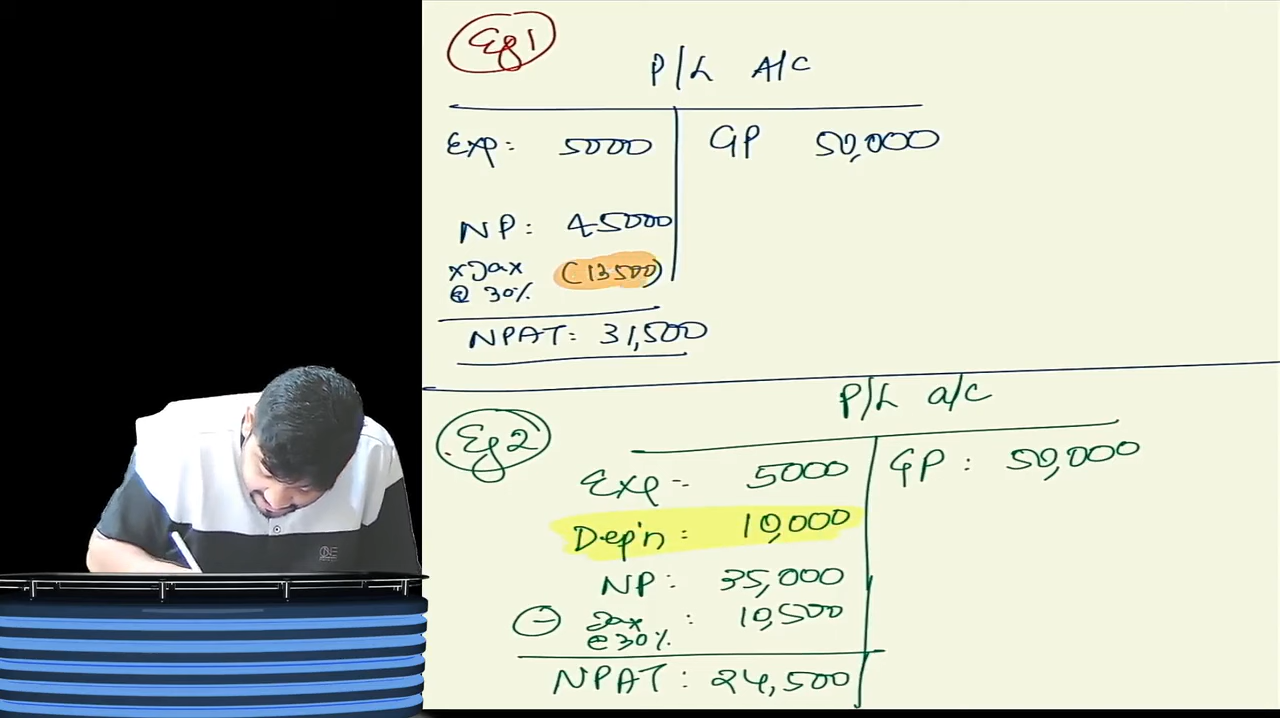 Eg 1
P/L A/C
Exp: 5000 GP 50,000
NP: 45000
xTax (13500)
@ 30%
NPAT: 31,500
P/L a/c
Eg 2
Exp:- 5000 GP : 50,000
Dep'n : 10,000
NP: 35,000
- Tax : 10,500
@ 30%
NPAT : 24,500